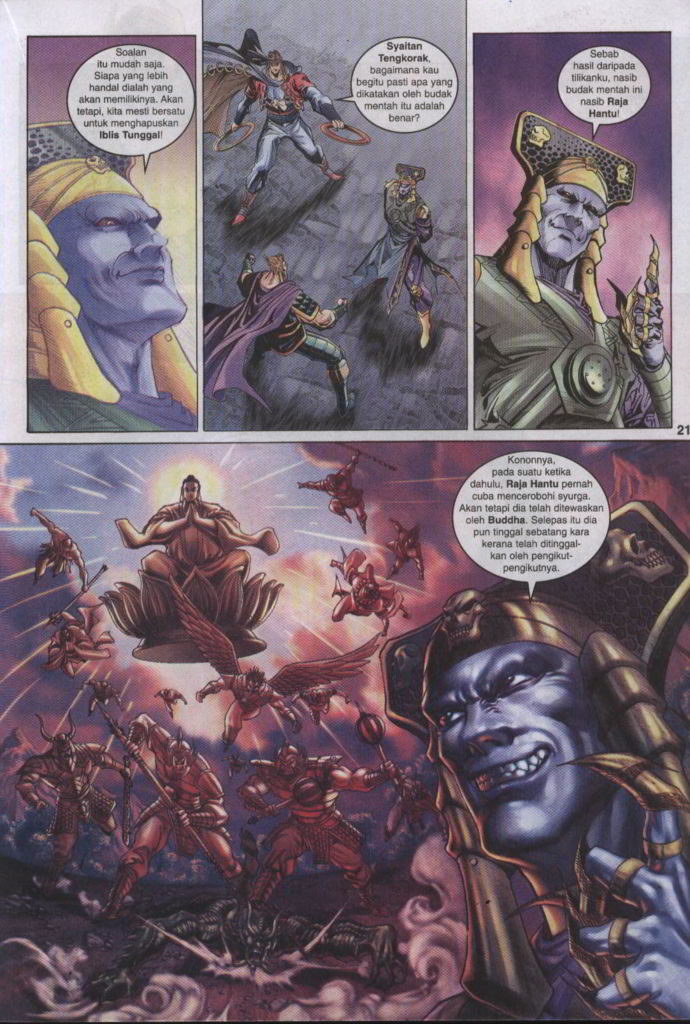 Soalan
itu mudah saja.
Siapa yang lebih
handal dialah yang
akan memilikinya. Akan
tetapi, kita mesti bersatu
untuk menghapuskan
Iblis Tunggal!
Syaitan
Tengkorak,
bagaimana kau
begitu pasti apa yang
dikatakan oleh budak
mentah itu adalah
benar?
Sebab
hasil daripada
tilikanku, nasib
budak mentah ini
nasib Raja
Hantu!
21
Kononnya,
pada suatu ketika
dahulu, Raja Hantu pernah
cuba mencerobohi syurga.
Akan tetapi dia telah ditewaskan
oleh Buddha. Selepas itu dia
pun tinggal sebatang kara
kerana telah ditinggal-
kan oleh pengikut-
pengikutnya.